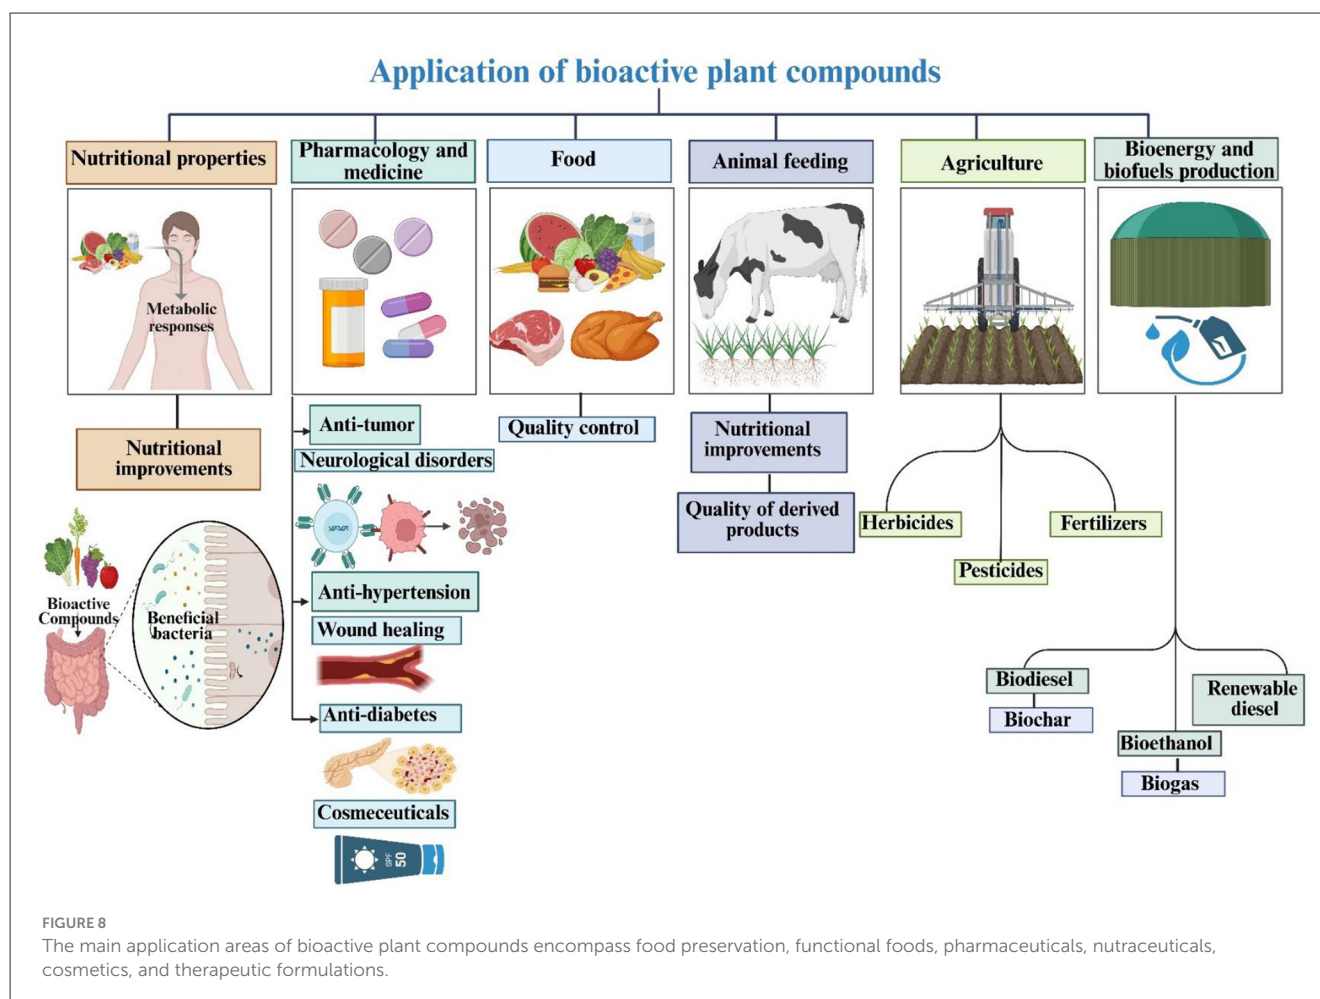 Application of bioactive plant compounds
Nutritional properties
Pharmacology and
medicine
Food
Animal feeding
Agriculture
Bioenergy and
biofuels production
Metabolic
responses
Nutritional
improvements
Bioactive
Compounds
Beneficial
bacteria
Anti-tumor
Neurological disorders
Anti-hypertension
Wound healing
Anti-diabetes
Cosmeceuticals
SPF
50
Quality control
Nutritional
improvements
Quality of derived
products
Herbicides
Fertilizers
Pesticides
Biodiesel
Biochar
Bioethanol
Biogas
Renewable
diesel
FIGURE 8
The main application areas of bioactive plant compounds encompass food preservation, functional foods, pharmaceuticals, nutraceuticals,
cosmetics, and therapeutic formulations.